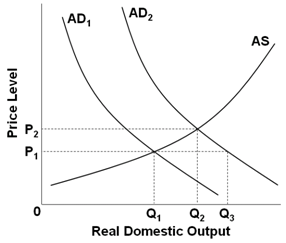 AD₁
AD₂
AS
Price Level
P₂
P₁
0
Q₁ Q₂ Q₃
Real Domestic Output